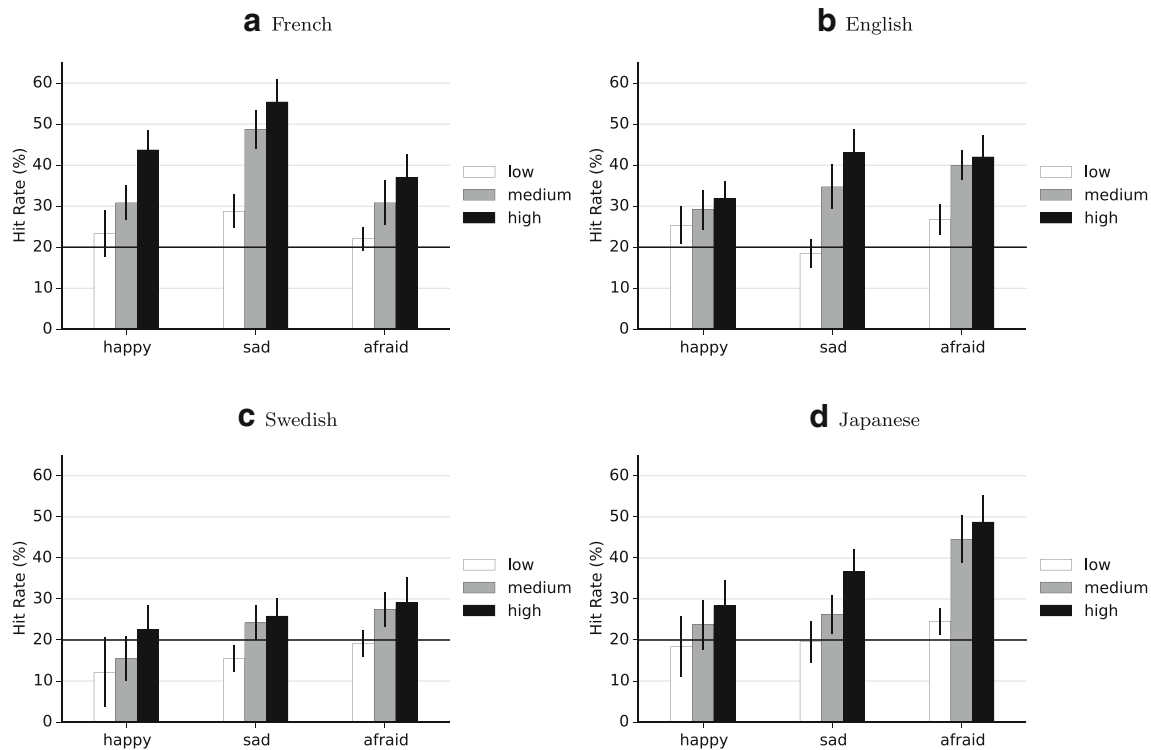 a French
Hit Rate (%)
60
50
40
30
20
10
0
happy sad afraid
low
medium
high
b English
Hit Rate (%)
60
50
40
30
20
10
0
happy sad afraid
low
medium
high
c Swedish
Hit Rate (%)
60
50
40
30
20
10
0
happy sad afraid
low
medium
high
d Japanese
Hit Rate (%)
60
50
40
30
20
10
0
happy sad afraid
low
medium
high